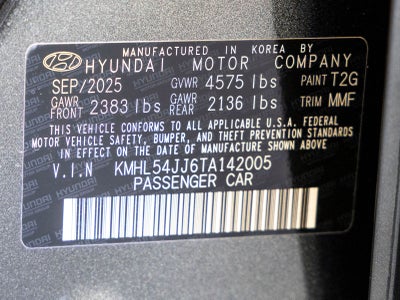 MANUFACTURED IN KOREA BY
HYUNDAI MOTOR COMPANY
SEP/2025 GVWR 4575 lbs PAINT T2G
GAWR FRONT 2383 lbs GAWR REAR 2136 lbs TRIM MMF
THIS VEHICLE CONFORMS TO ALL APPLICABLE U.S.A. FEDERAL
MOTOR VEHICLE SAFETY, BUMPER, AND THEFT PREVENTION STANDARDS
IN EFFECT ON THE DATE OF MANUFACTURE SHOWN ABOVE.
V.I.N KMHL54JJ6TA142005
PASSENGER CAR